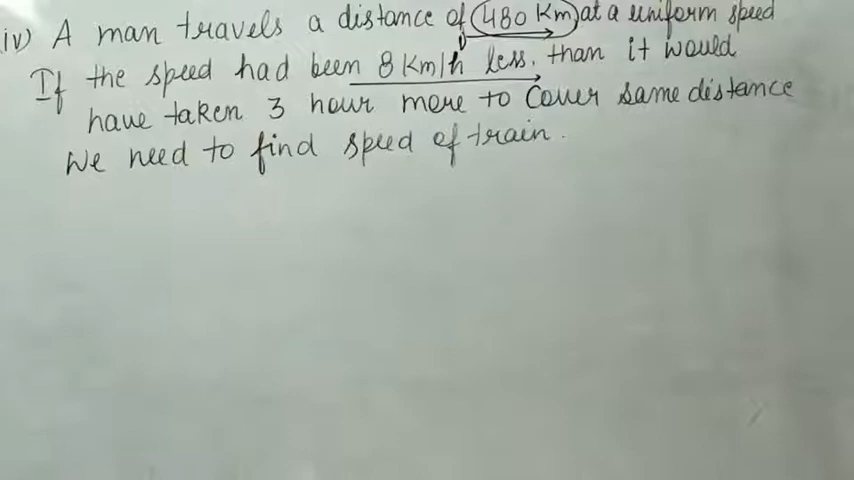 iv) A man travels a distance of 480 Km at a uniform speed
If the speed had been 8 Km/h less, than it would
have taken 3 hour more to Cover same distance
We need to find speed of train.